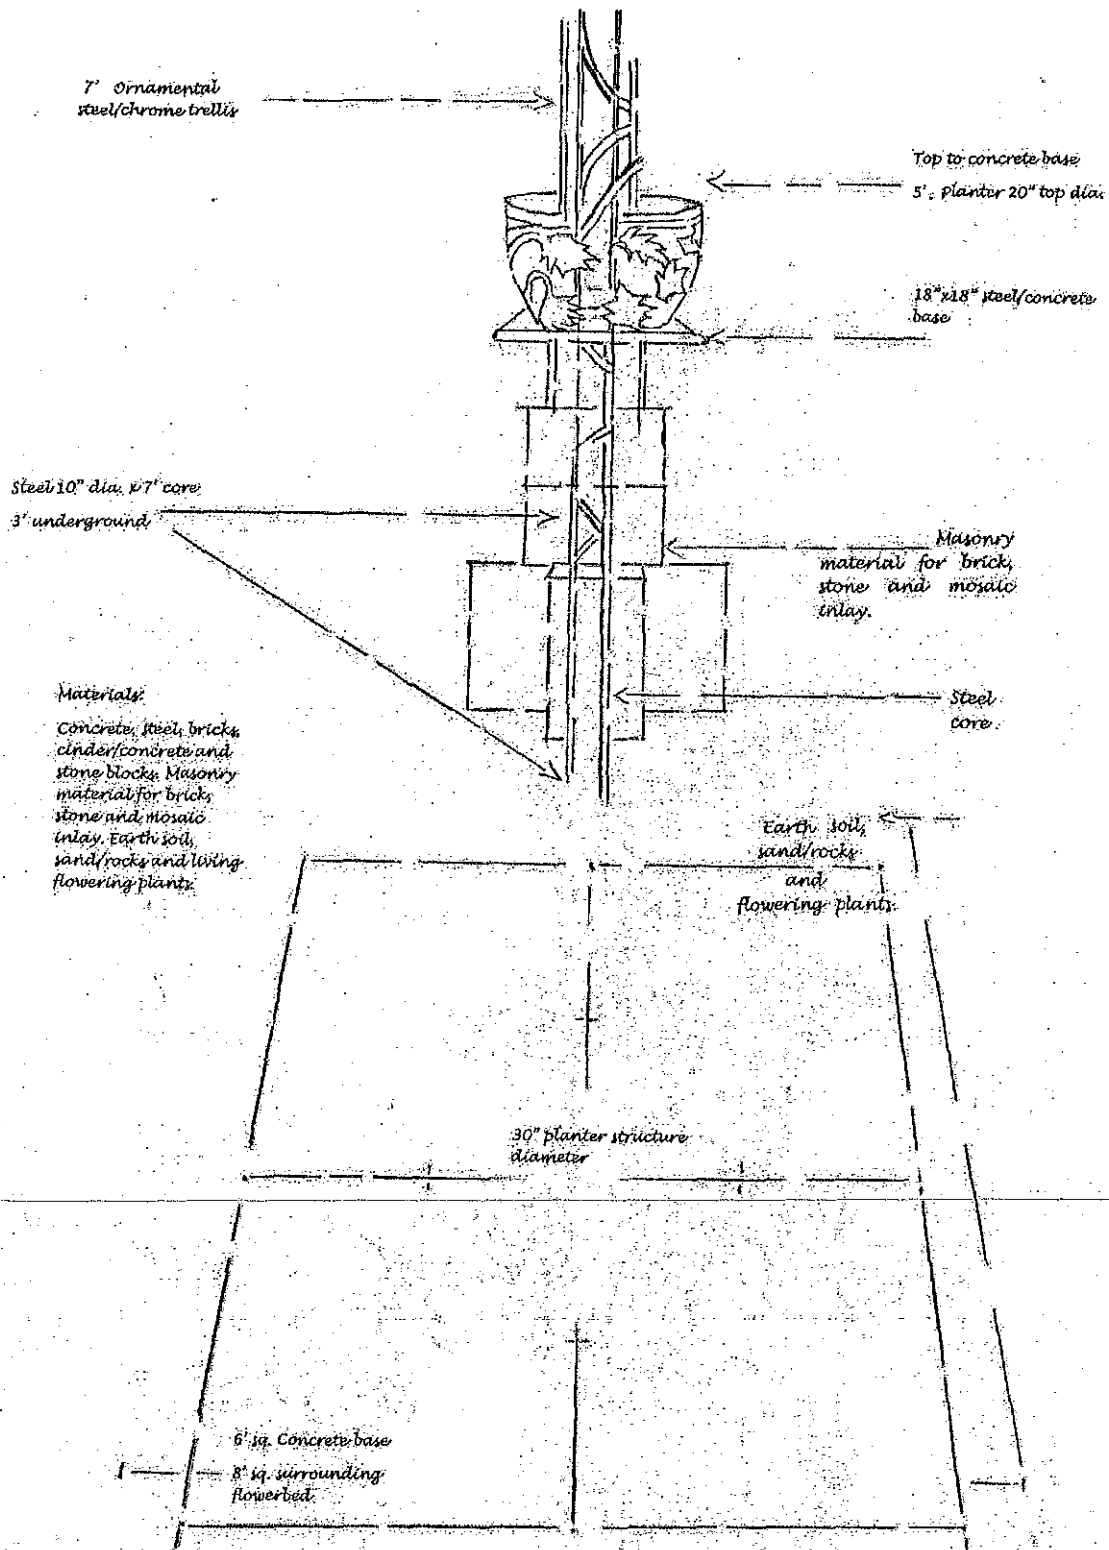 7' Ornamental
steel/chrome trellis
Top to concrete base
5'. Planter 20" top dia.
18"x18" steel/concrete
base
Steel 10" dia. x 7' core
3' underground
Masonry
material for brick,
stone and mosaic
inlay.
Materials:
Concrete, steel, bricks,
cinder/concrete and
stone blocks. Masonry
material for brick,
stone and mosaic
inlay. Earth soil,
sand/rocks and living
flowering plants.
Steel
core
Earth soil,
sand/rocks
and
flowering plants
30" planter structure
diameter
6' sq. Concrete base
8' sq. surrounding
flowerbed